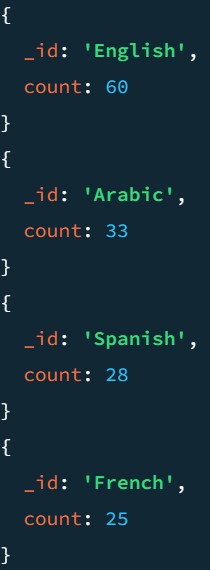 {
  _id: 'English',
  count: 60
}
{
  _id: 'Arabic',
  count: 33
}
{
  _id: 'Spanish',
  count: 28
}
{
  _id: 'French',
  count: 25
}